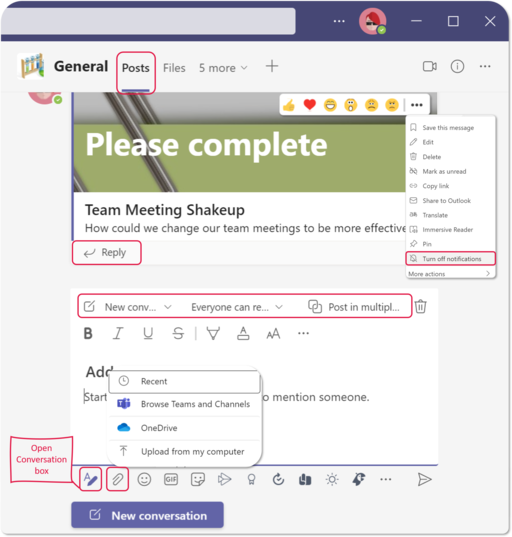 General Posts Files 5 more
Please complete
Save this message
Edit
Delete
Mark as unread
Copy link
Share to Outlook
Translate
Immersive Reader
Pin
Turn off notifications
More actions
Team Meeting Shakeup
How could we change our team meetings to be more effective
Reply
New conv... Everyone can re... Post in multipl...
B I U S A AA
Add
Recent
Start o mention someone.
Browse Teams and Channels
OneDrive
Upload from my computer
Open
Conversation
box
GIF
New conversation